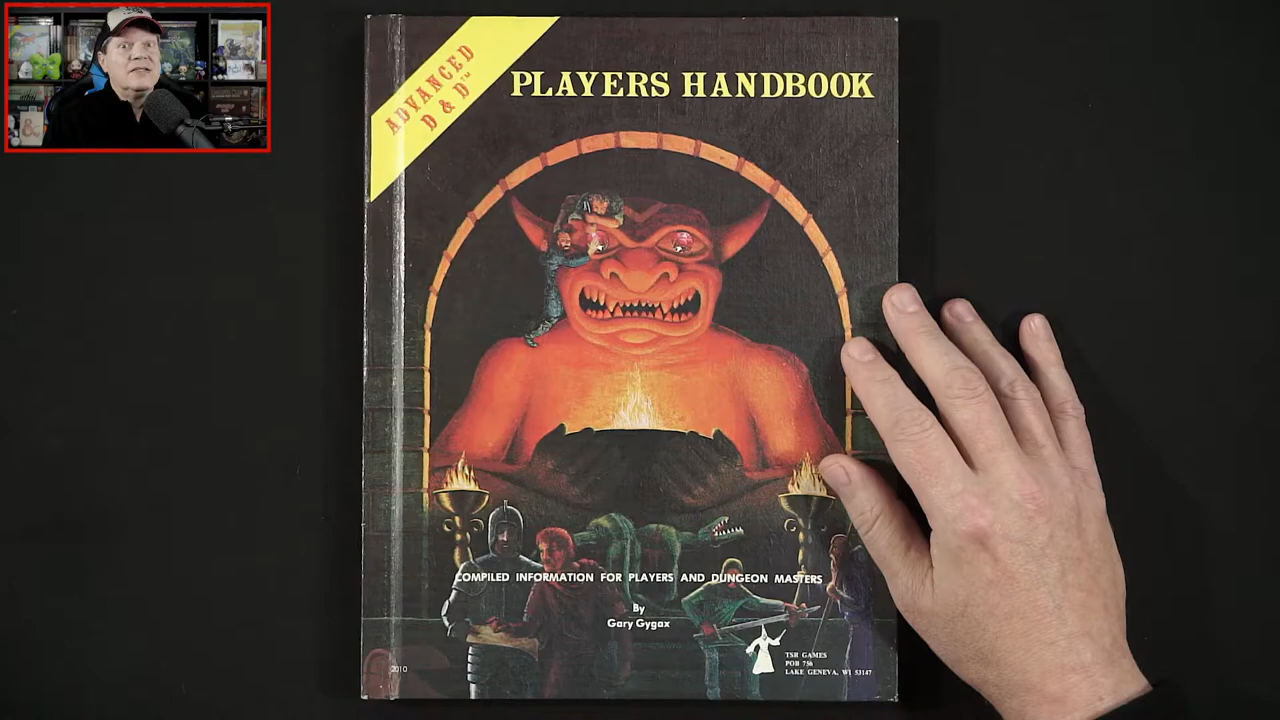 ADVANCED
D & D™
PLAYERS HANDBOOK
COMPILED INFORMATION FOR PLAYERS AND DUNGEON MASTERS
By
Gary Gygax
TSR GAMES
POB 756
LAKE GENEVA, WI 53147
2010